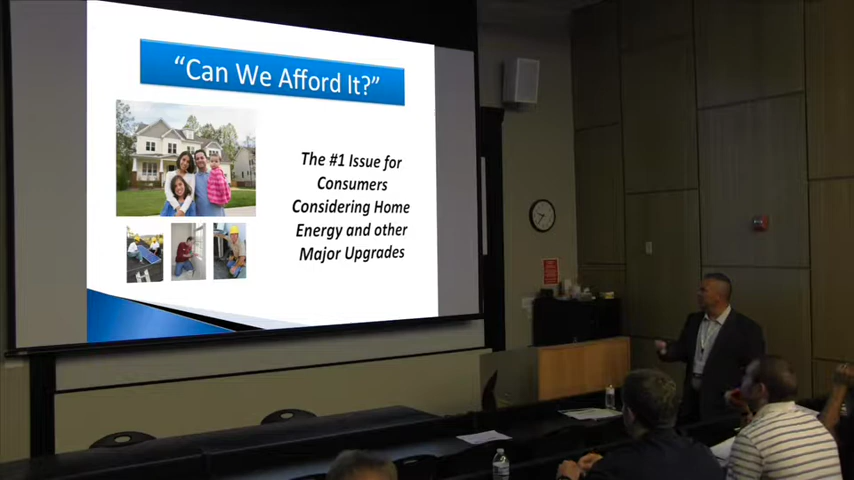 “Can We Afford It?”
The #1 Issue for
Consumers
Considering Home
Energy and other
Major Upgrades